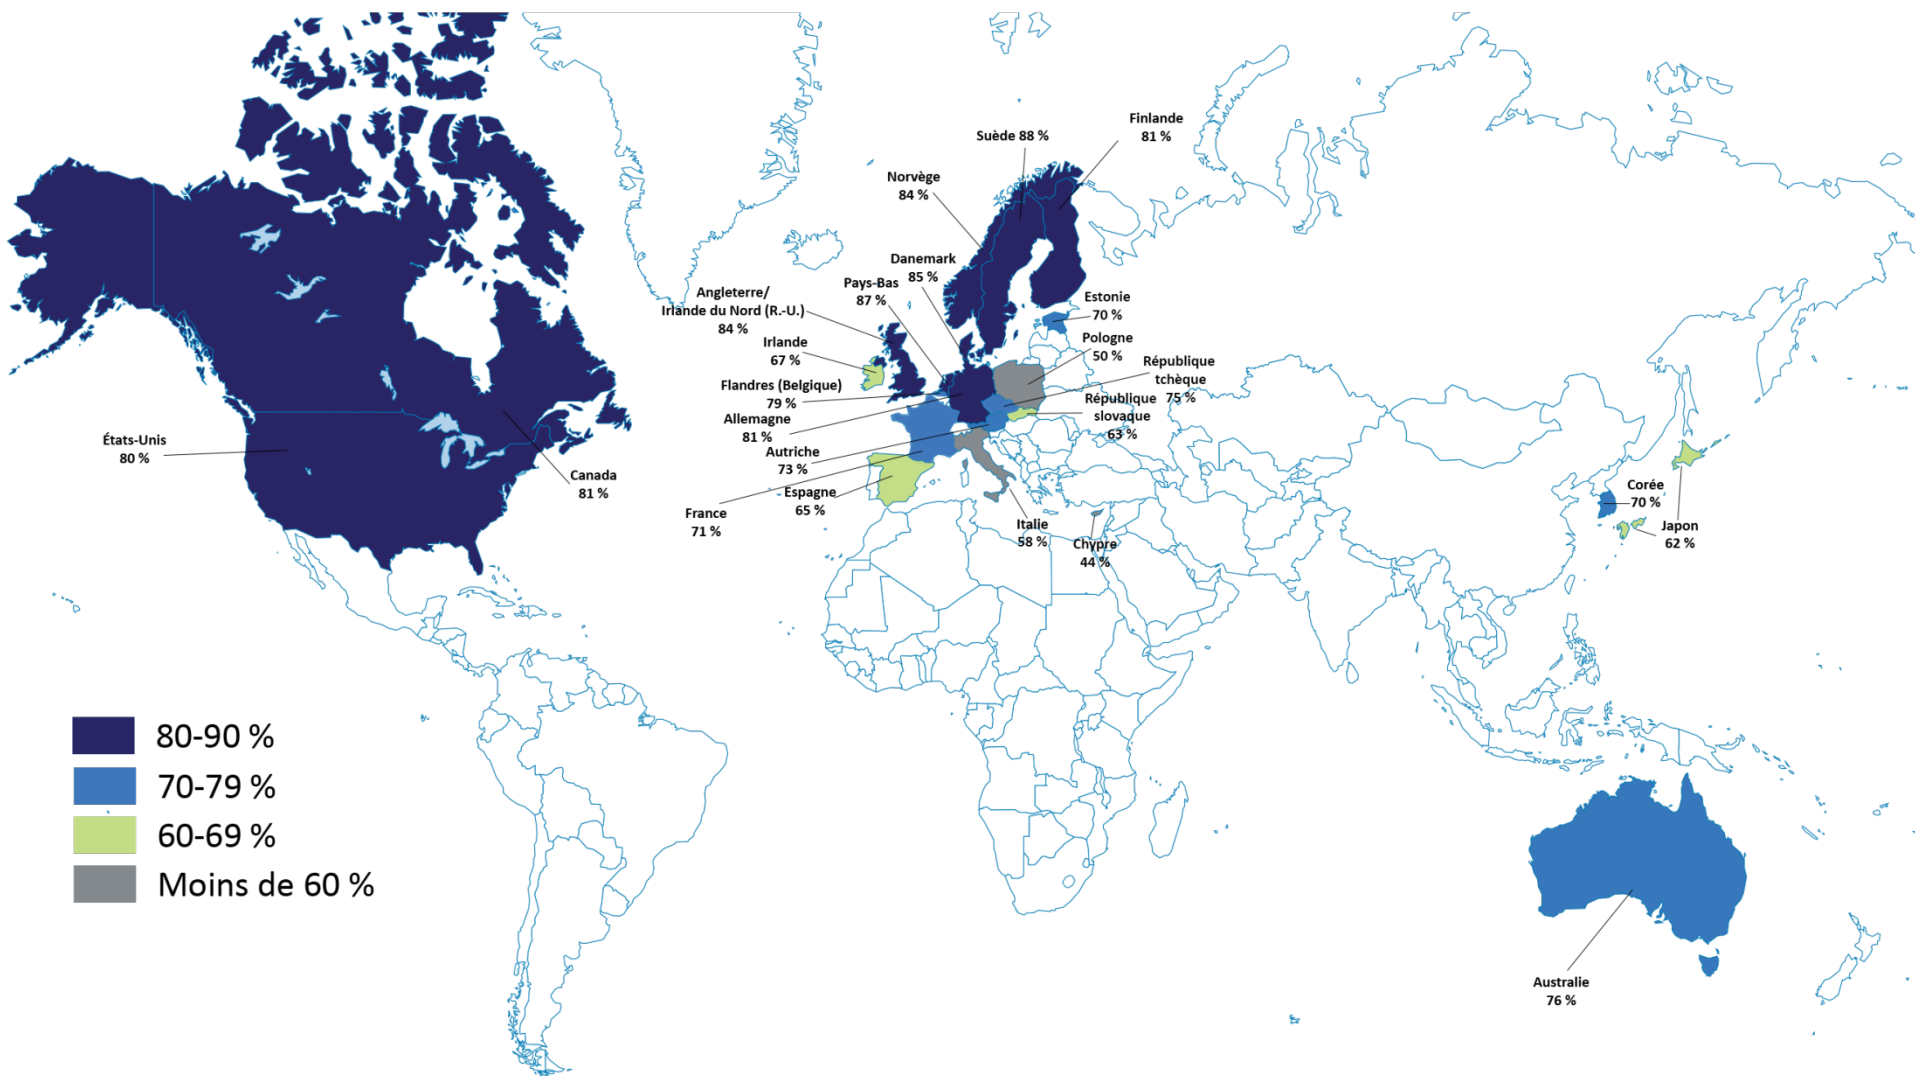 Finlande
81 %
Suède 88 %
Norvège
84 %
Danemark
85 %
Pays-Bas
87 %
Angleterre/
Irlande du Nord (R.-U.)
84 %
Irlande
67 %
Flandres (Belgique)
79 %
Allemagne
81 %
Autriche
73 %
Espagne
65 %
France
71 %
Estonie
70 %
Pologne
50 %
République
tchèque
75 %
République
slovaque
63 %
Italie
58 %
Chypre
44 %
États-Unis
80 %
Canada
81 %
Corée
70 %
Japon
62 %
Australie
76 %
80-90 %
70-79 %
60-69 %
Moins de 60 %